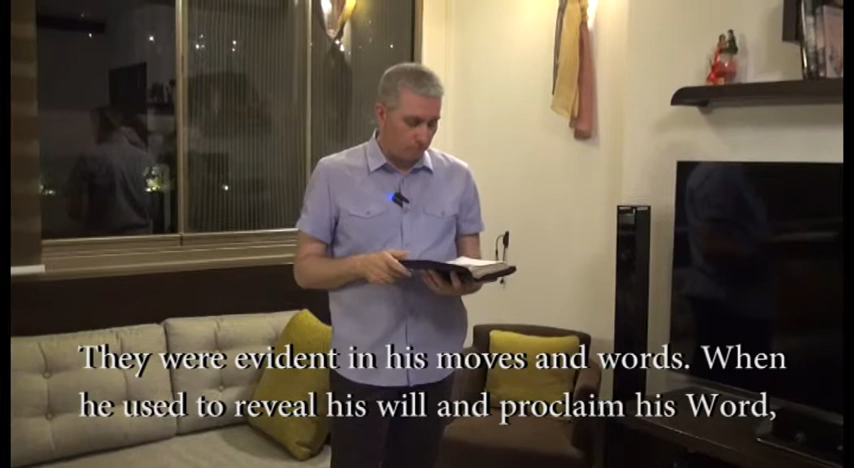 They were evident in his moves and words. When
he used to reveal his will and proclaim his Word,